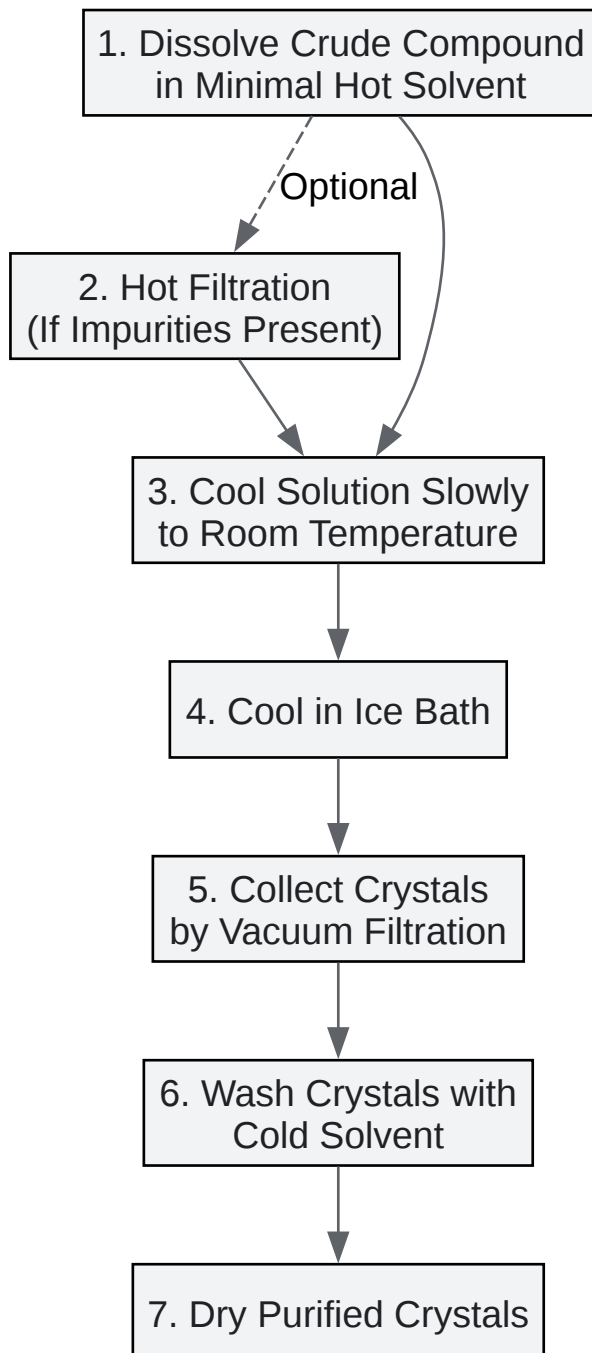 1. Dissolve Crude Compound
in Minimal Hot Solvent
Optional
2. Hot Filtration
(If Impurities Present)
3. Cool Solution Slowly
to Room Temperature
4. Cool in Ice Bath
5. Collect Crystals
by Vacuum Filtration
6. Wash Crystals with
Cold Solvent
7. Dry Purified Crystals